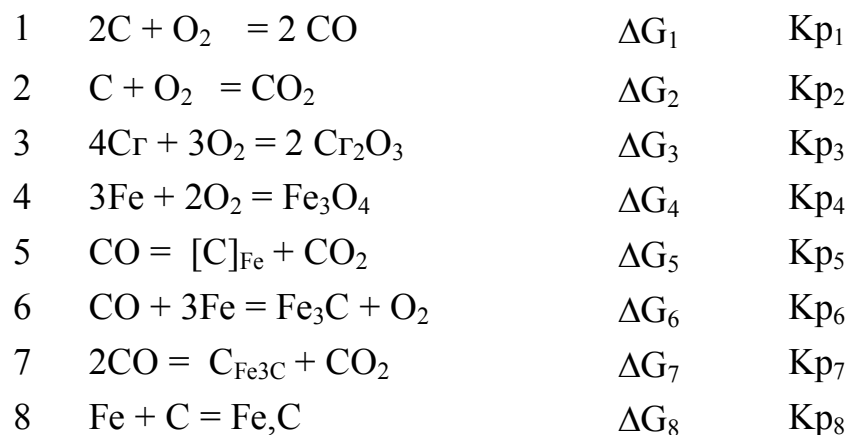 1 2C + O₂ = 2 CO ΔG₁ Kp₁
2 C + O₂ = CO₂ ΔG₂ Kp₂
3 4Cг + 3O₂ = 2 Cг₂O₃ ΔG₃ Kp₃
4 3Fe + 2O₂ = Fe₃O₄ ΔG₄ Kp₄
5 CO = [C]Fe + CO₂ ΔG₅ Kp₅
6 CO + 3Fe = Fe₃C + O₂ ΔG₆ Kp₆
7 2CO = CFe3C + CO₂ ΔG₇ Kp₇
8 Fe + C = Fe,C ΔG₈ Kp₈